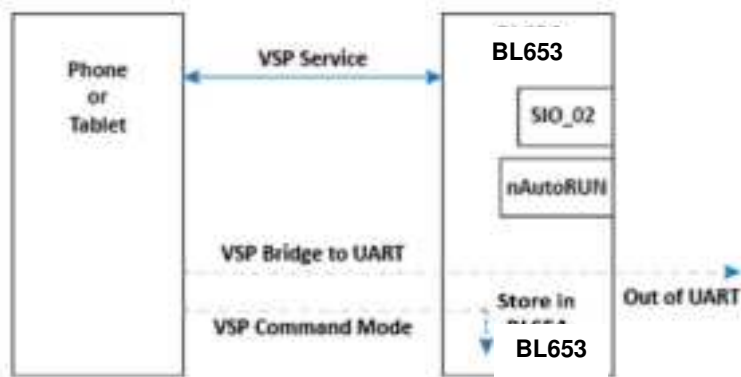 BL653
VSP Service
Phone
or
Tablet
SIO_02
nAutoRUN
VSP Bridge to UART
Store in
Out of UART
VSP Command Mode
BL653